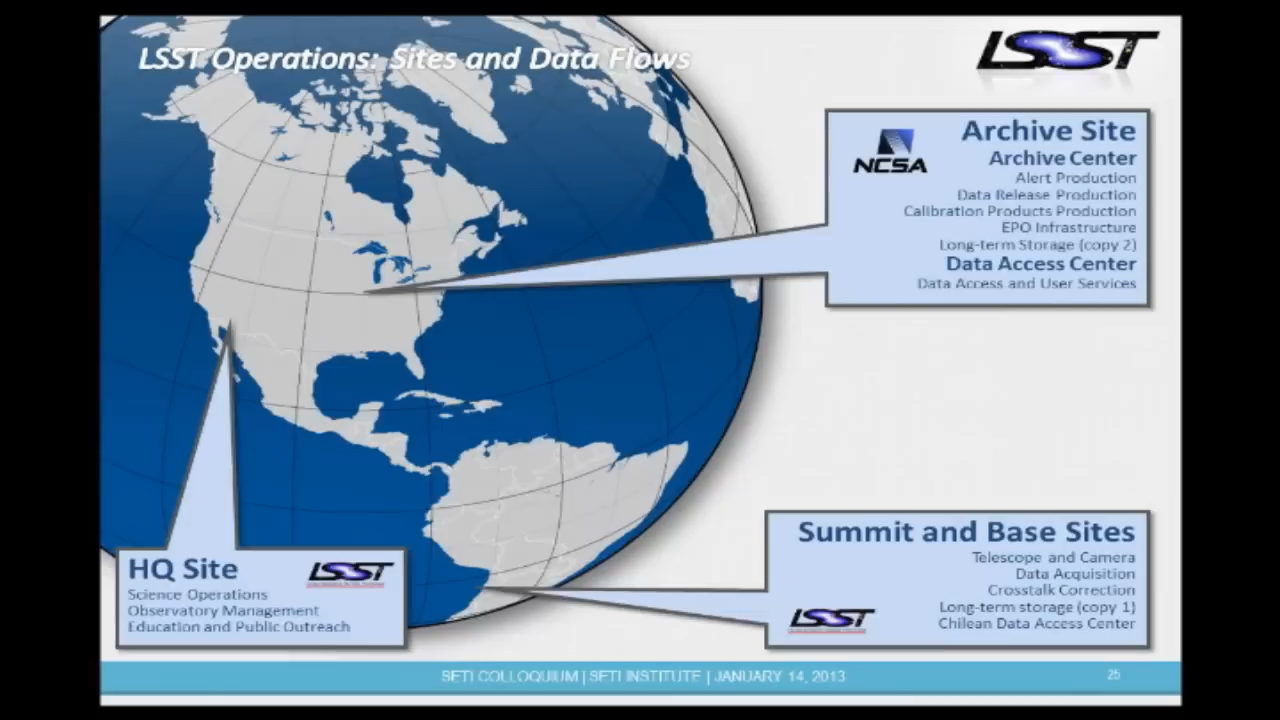 LSST Operations: Sites and Data Flows
LSST
NCSA
Archive Site
Archive Center
Alert Production
Data Release Production
Calibration Products Production
EPO Infrastructure
Long-term Storage (copy 2)
Data Access Center
Data Access and User Services
HQ Site
LSST
Science Operations
Observatory Management
Education and Public Outreach
Summit and Base Sites
Telescope and Camera
Data Acquisition
Crosstalk Correction
Long-term storage (copy 1)
Chilean Data Access Center
LSST
SETI COLLOQUIUM | SETI INSTITUTE | JANUARY 14, 2013
25